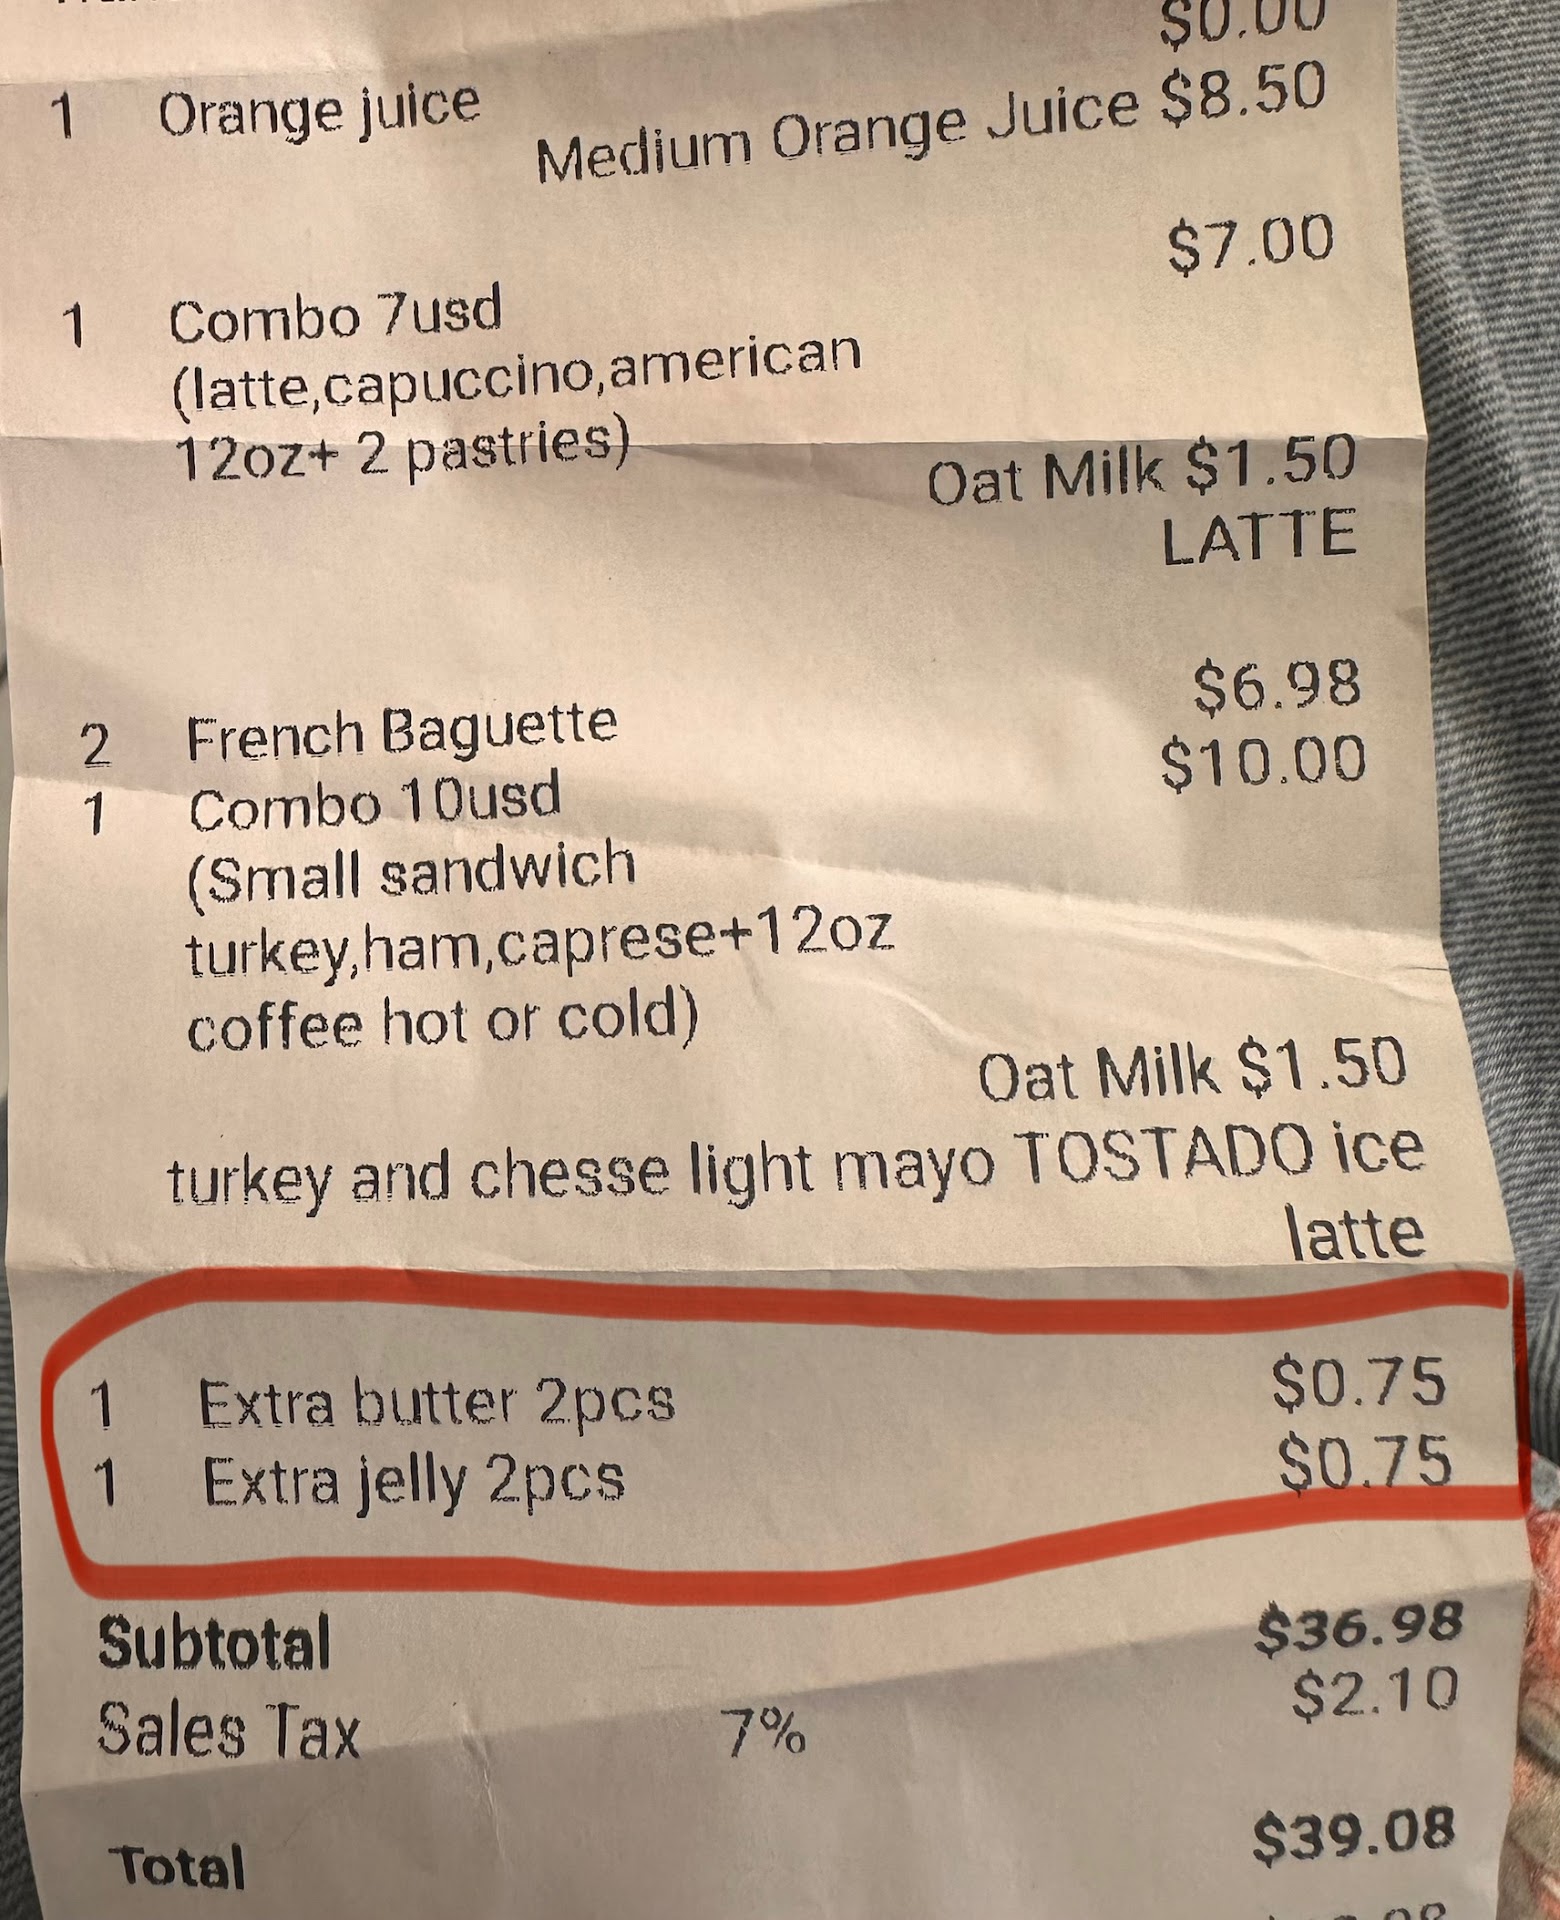 $0.00
1 Orange juice
Medium Orange Juice $8.50
$7.00
1 Combo 7usd
(latte,capuccino,american
12oz+ 2 pastries)
Oat Milk $1.50
LATTE
$6.98
2 French Baguette
$10.00
1 Combo 10usd
(Small sandwich
turkey,ham,caprese+12oz
coffee hot or cold)
Oat Milk $1.50
turkey and chesse light mayo TOSTADO ice
latte
1 Extra butter 2pcs $0.75
1 Extra jelly 2pcs $0.75
Subtotal $36.98
Sales Tax 7% $2.10
Total $39.08